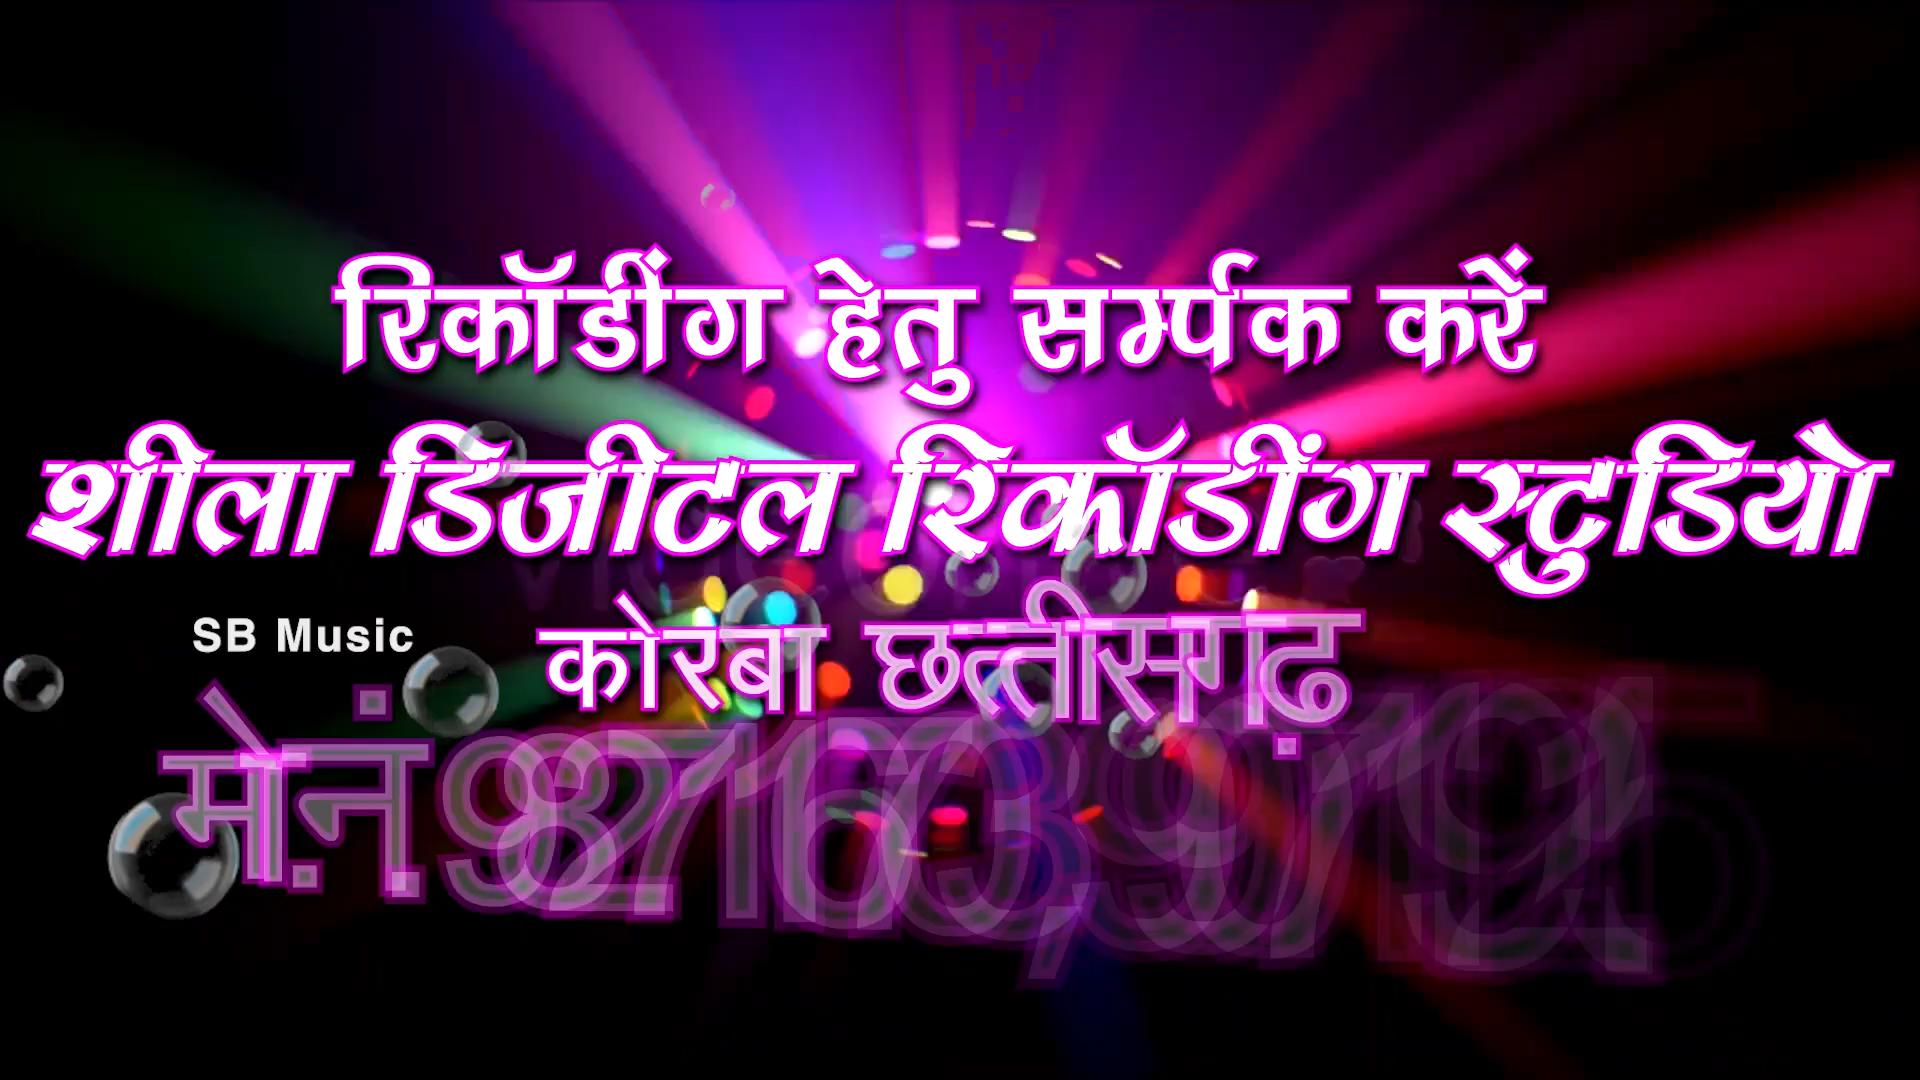 रिकॉर्डींग हेतु सर्म्पक करें
शीला डिजीटल रिकॉर्डींग स्टुडियो
SB Music
कोरबा छत्तीसगढ़
मो.नं.